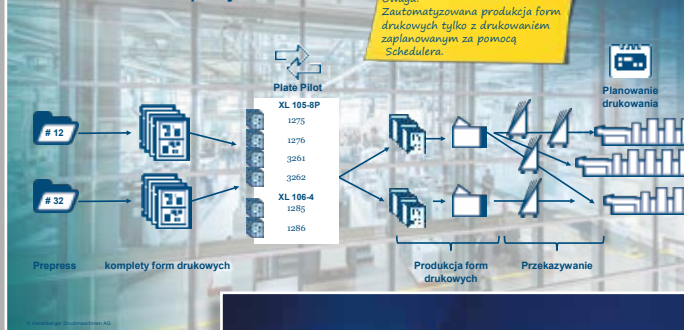 Uwaga:
Zautomatyzowana produkcja form
drukowych tylko z drukowaniem
zaplanowanym za pomocą
Schedulera.
Plate Pilot
Planowanie
drukowania
XL 105-8P
1275
1276
3261
3262
XL 106-4
1285
1286
# 12
# 32
Prepress
komplety form drukowych
Produkcja form
drukowych
Przekazywanie
© Heidelberger Druckmaschinen AG